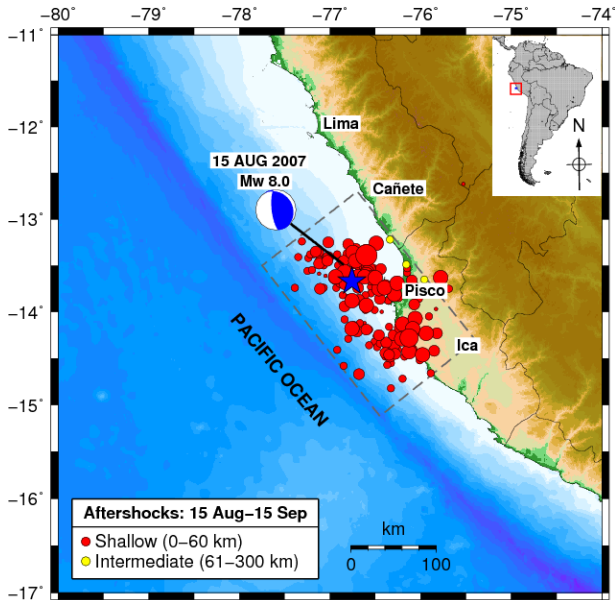 −80 −79 −78 −77 −76 −75 −74
−11
−12
−13
−14
−15
−16
−17
N
Lima
15 AUG 2007
Mw 8.0
Cañete
Pisco
Ica
PACIFIC OCEAN
Aftershocks: 15 Aug−15 Sep
Shallow (0−60 km)
Intermediate (61−300 km)
km
0 100